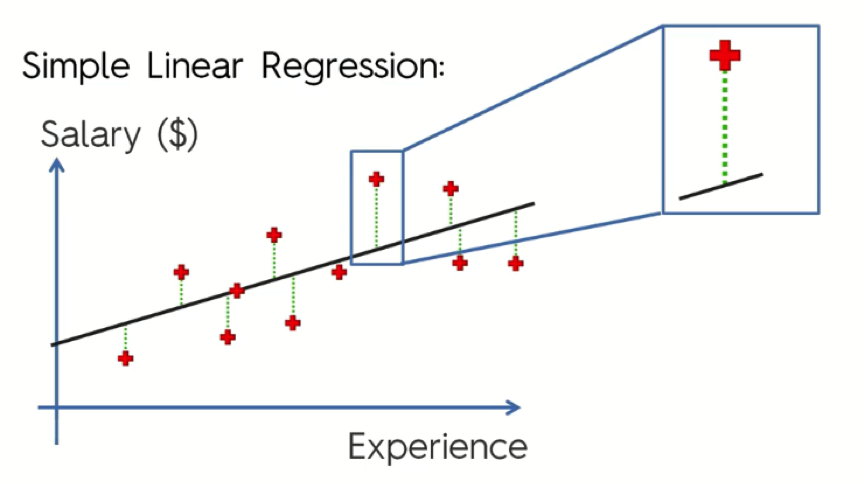 Simple Linear Regression:
Salary ($)
Experience